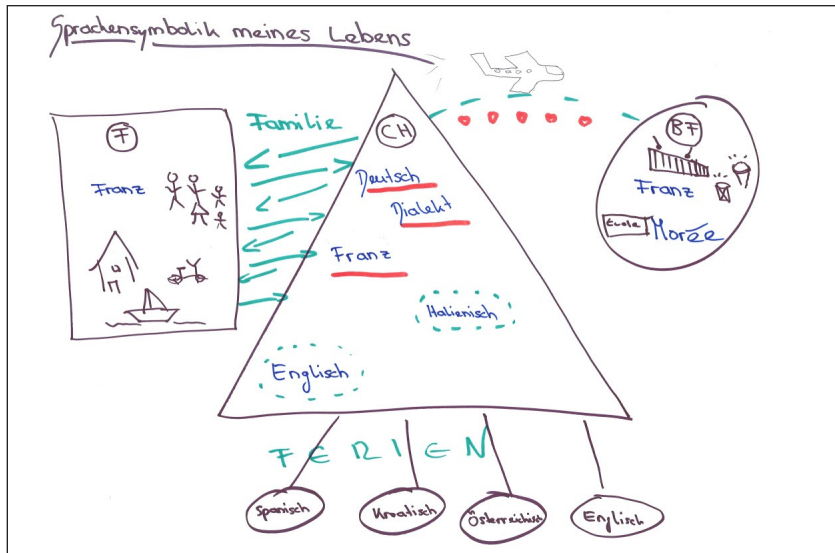 Sprachensymbolik meines Lebens
F
Franz
Familie
CH
Deutsch
Dialekt
Franz
Italienisch
Englisch
BF
Franz
Ecole
Morée
FERIEN
Spanisch
Kroatisch
Österreichisch
Englisch